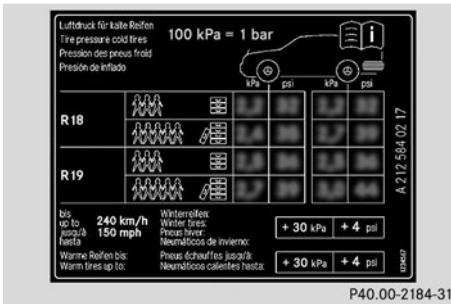 Luftdruck für kalte Reifen
Tire pressure cold tires
Pression des pneus froid
Presión de inflado
100 kPa = 1 bar
i
kPa psi kPa psi
R18
R19
A 212 584 02 17
bis
up to
jusqu'à
hasta
240 km/h
150 mph
Winterreifen:
Winter tires:
Pneus hiver:
Neumáticos de invierno:
+ 30 kPa + 4 psi
Warme Reifen bis:
Warm tires up to:
Pneus échauffes jusqu'à:
Neumáticos calientes hasta:
+ 30 kPa + 4 psi
1234567
P40.00-2184-31